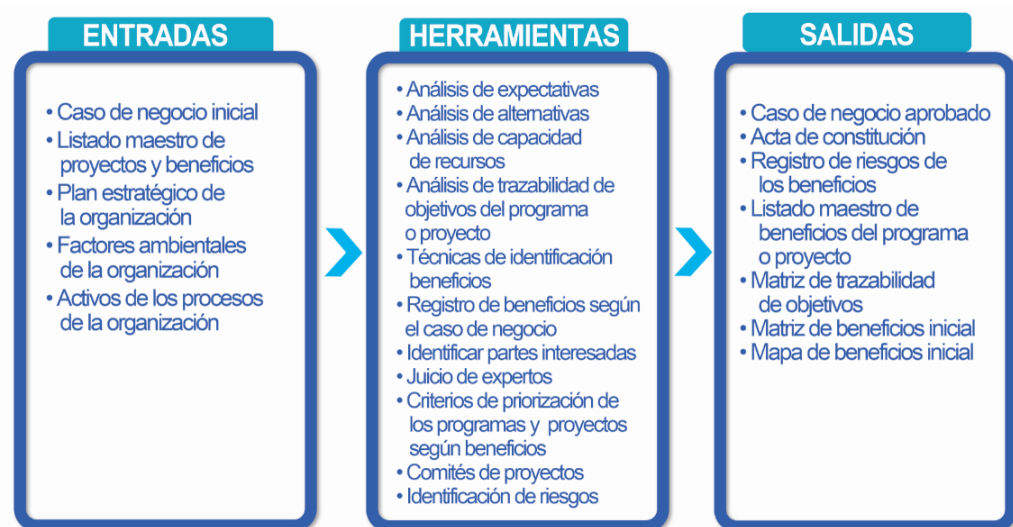 ENTRADAS
• Caso de negocio inicial
• Listado maestro de
proyectos y beneficios
• Plan estratégico de
la organización
• Factores ambientales
de la organización
• Activos de los procesos
de la organización
HERRAMIENTAS
• Análisis de expectativas
• Análisis de alternativas
• Análisis de capacidad
de recursos
• Análisis de trazabilidad de
objetivos del programa
o proyecto
• Técnicas de identificación
beneficios
• Registro de beneficios según
el caso de negocio
• Identificar partes interesadas
• Juicio de expertos
• Criterios de priorización de
los programas y proyectos
según beneficios
• Comités de proyectos
• Identificación de riesgos
SALIDAS
• Caso de negocio aprobado
• Acta de constitución
• Registro de riesgos de
los beneficios
• Listado maestro de
beneficios del programa
o proyecto
• Matriz de trazabilidad
de objetivos
• Matriz de beneficios inicial
• Mapa de beneficios inicial